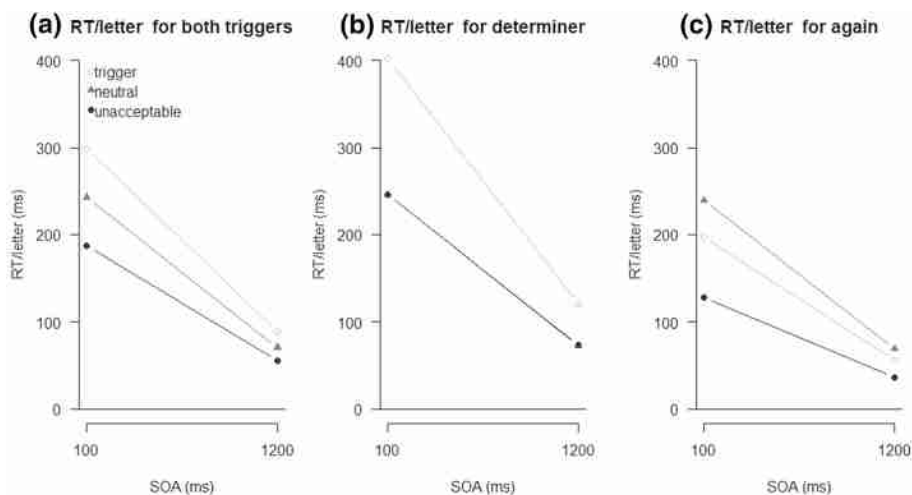 (a) RT/letter for both triggers
(b) RT/letter for determiner
(c) RT/letter for again
400
300
200
100
0
RT/letter (ms)
trigger
neutral
unacceptable
100
1200
SOA (ms)
400
300
200
100
0
RT/letter (ms)
100
1200
SOA (ms)
400
300
200
100
0
RT/letter (ms)
100
1200
SOA (ms)